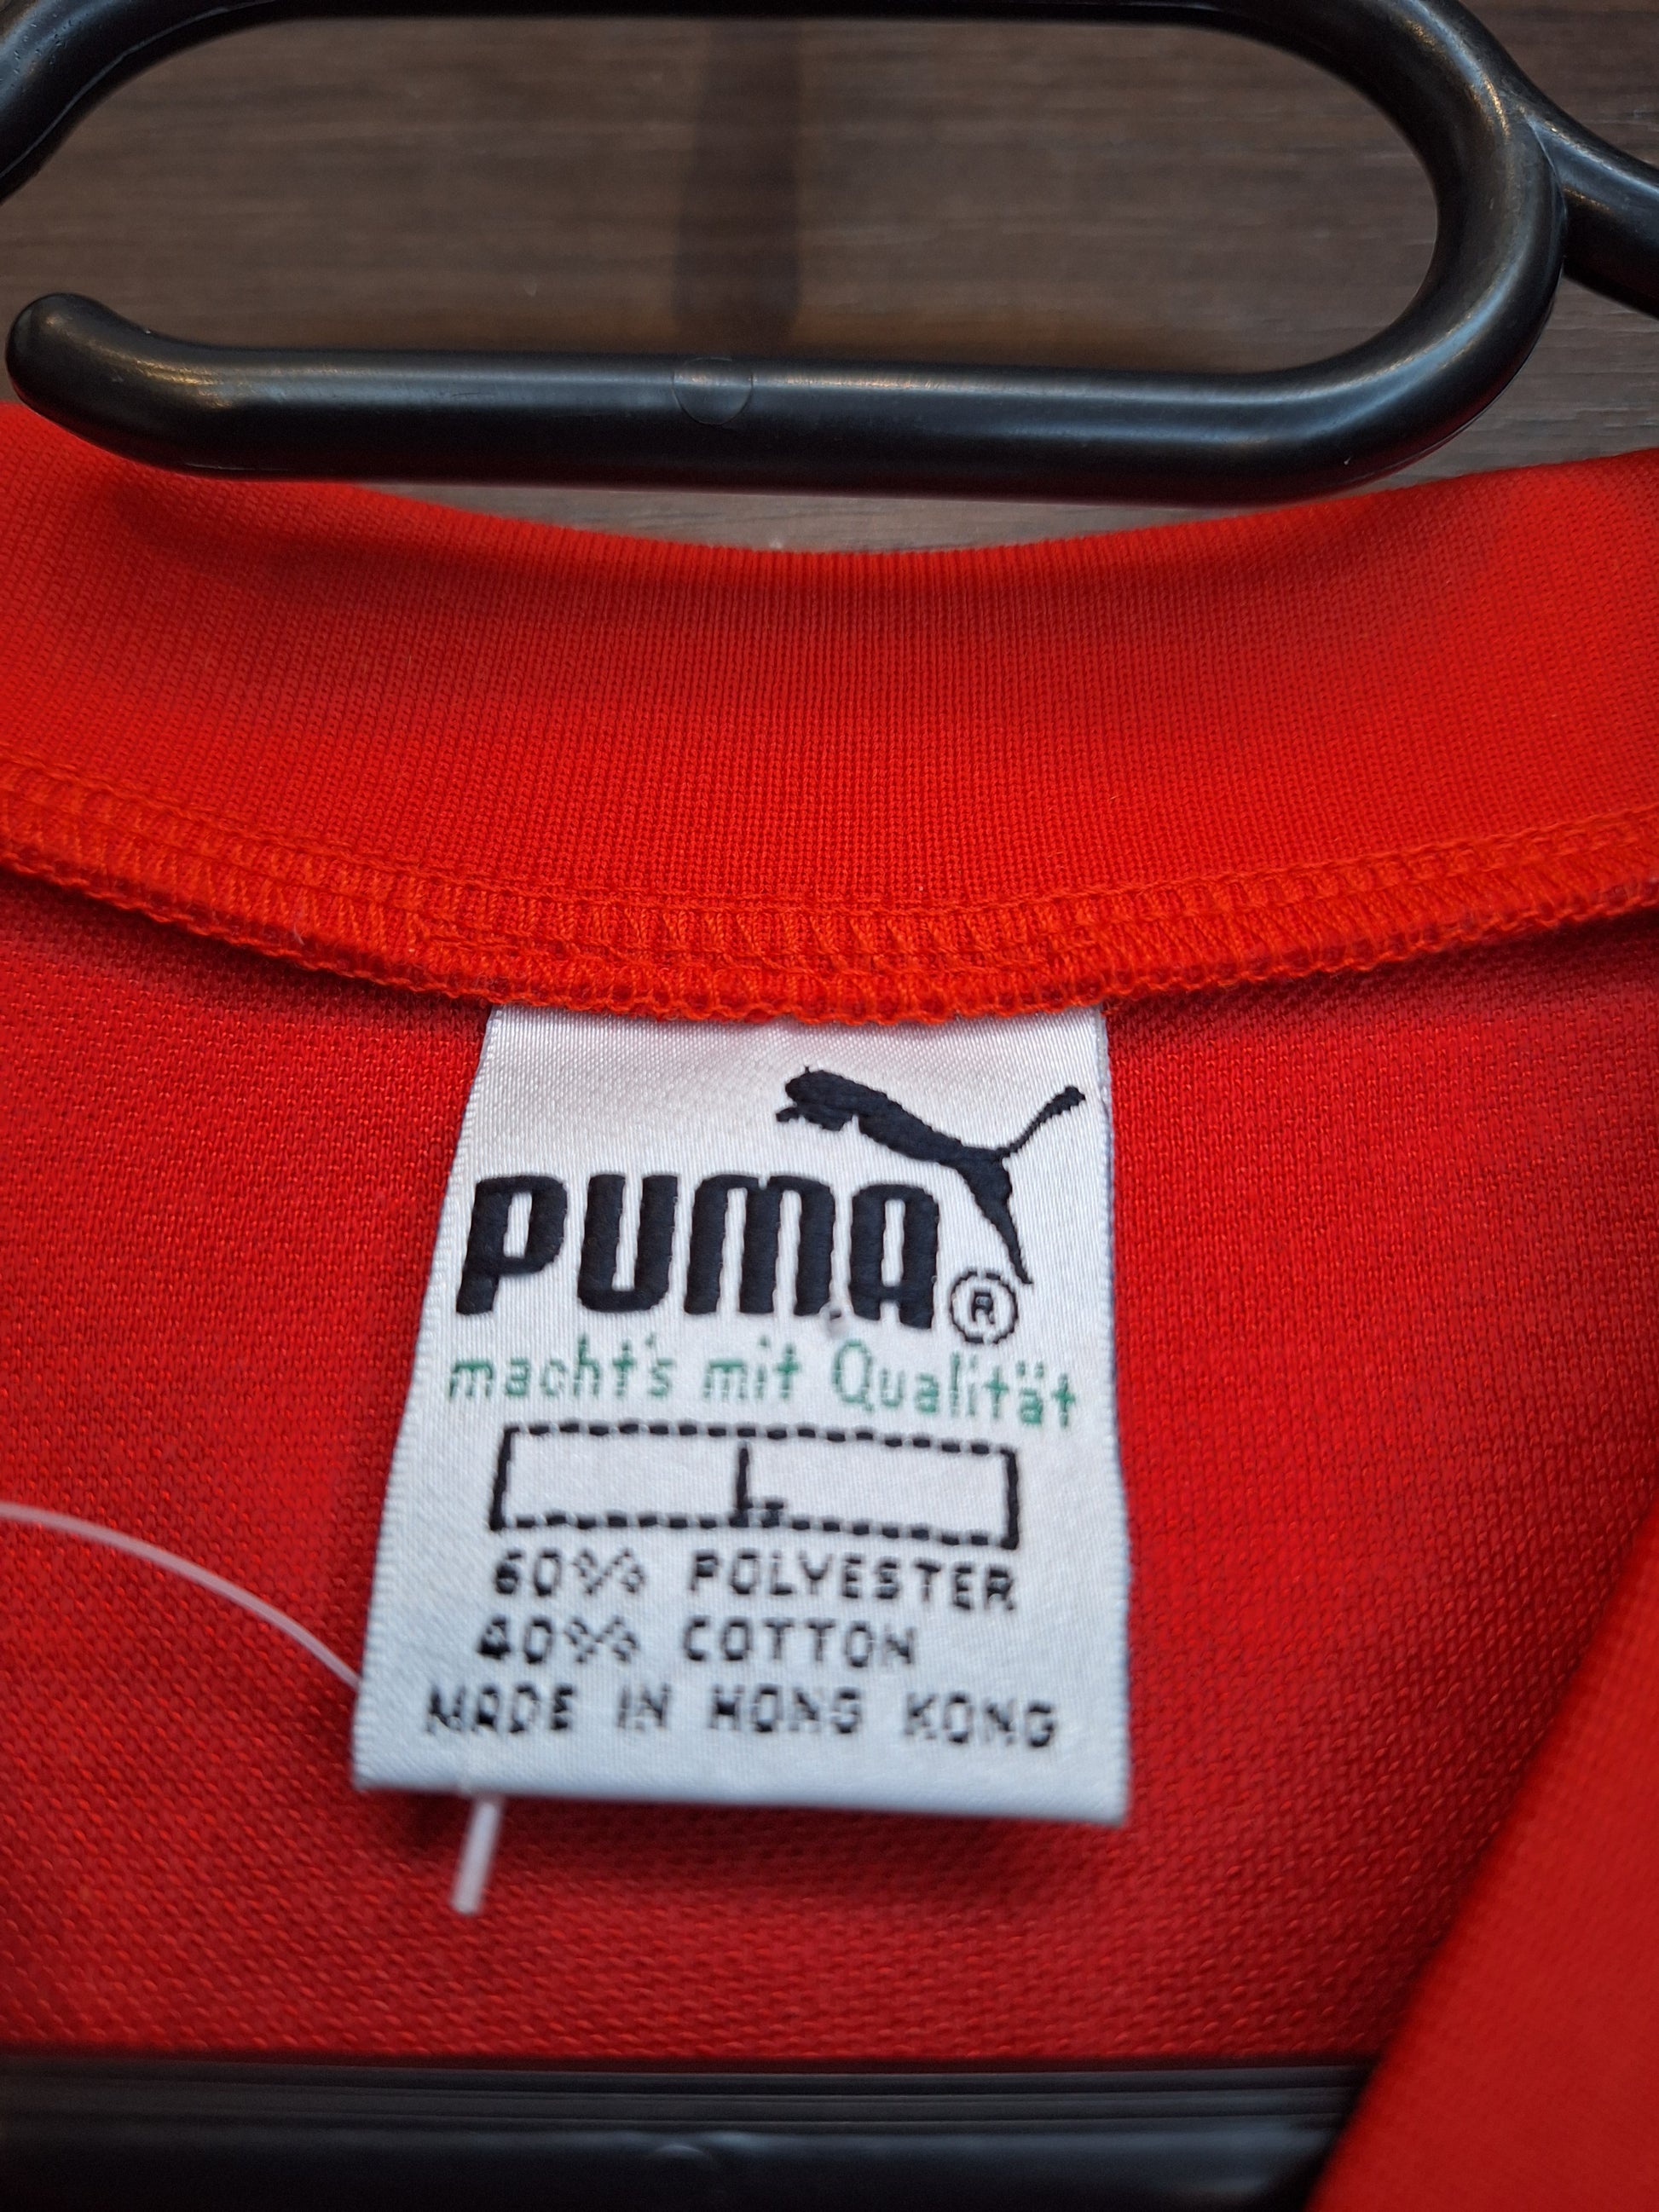 PUMA®
macht's mit Qualität
L
60% POLYESTER
40% COTTON
MADE IN HONG KONG